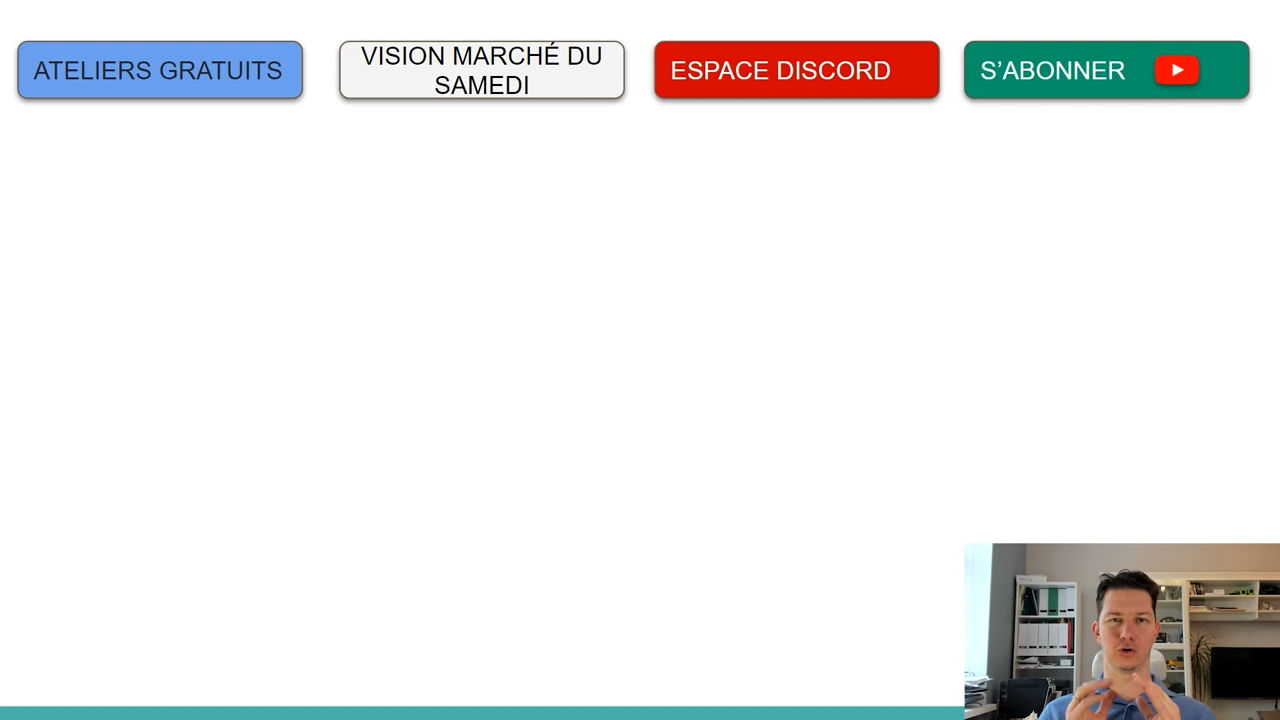 ATELIERS GRATUITS
VISION MARCHÉ DU
SAMEDI
ESPACE DISCORD
S’ABONNER